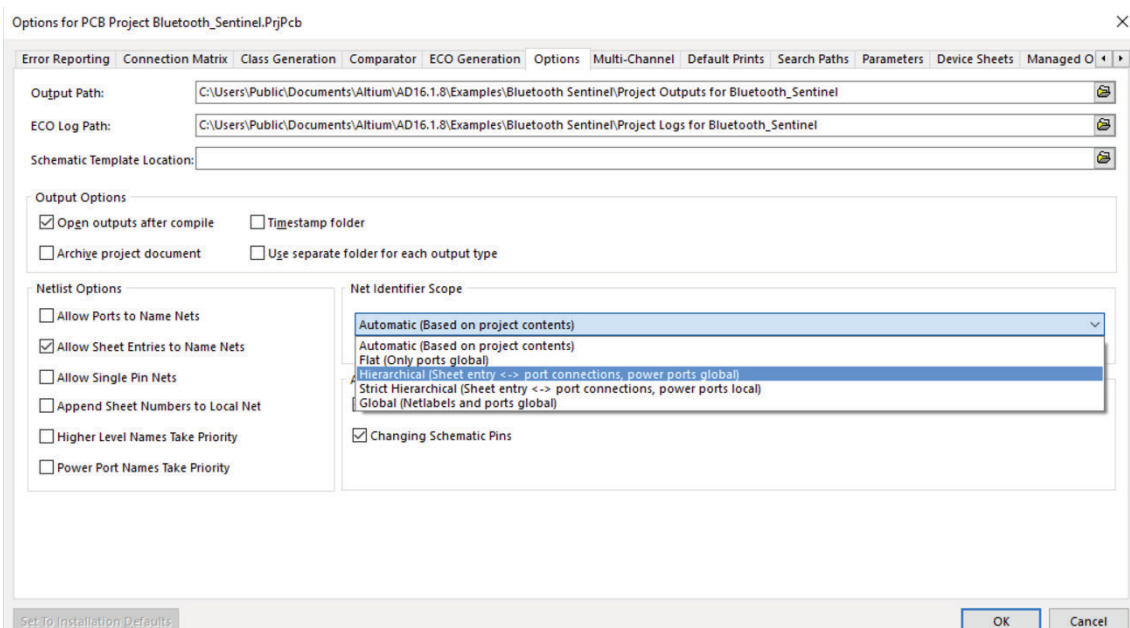 Options for PCB Project Bluetooth_Sentinel.PrjPcb
Error Reporting Connection Matrix Class Generation Comparator ECO Generation Options Multi-Channel Default Prints Search Paths Parameters Device Sheets Managed O
Output Path: C:\Users\Public\Documents\Altium\AD16.1.8\Examples\Bluetooth Sentinel\Project Outputs for Bluetooth_Sentinel
ECO Log Path: C:\Users\Public\Documents\Altium\AD16.1.8\Examples\Bluetooth Sentinel\Project Logs for Bluetooth_Sentinel
Schematic Template Location:
Output Options
Open outputs after compile Timestamp folder
Archive project document Use separate folder for each output type
Netlist Options
Allow Ports to Name Nets
Allow Sheet Entries to Name Nets
Allow Single Pin Nets
Append Sheet Numbers to Local Net
Higher Level Names Take Priority
Power Port Names Take Priority
Net Identifier Scope
Automatic (Based on project contents)
Automatic (Based on project contents)
Flat (Only ports global)
Hierarchical (Sheet entry <-> port connections, power ports global)
Strict Hierarchical (Sheet entry <-> port connections, power ports local)
Global (Netlabels and ports global)
Changing Schematic Pins
Set To Installation Defaults OK Cancel